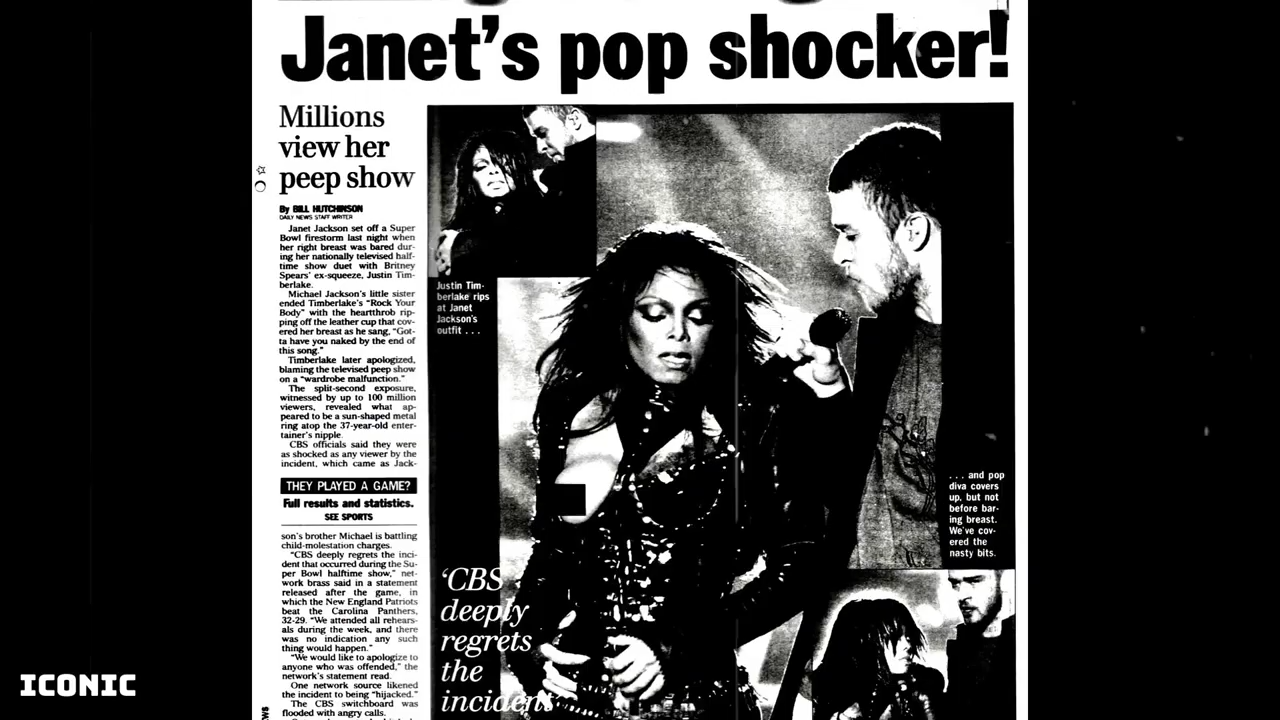 Janet's pop shocker!
Millions
view her
peep show
By BILL HUTCHINSON
DAILY NEWS STAFF WRITER
Janet Jackson set off a Super
Bowl firestorm last night when
her right breast was bared dur-
ing her nationally televised half-
time show duet with Britney
Spears' ex-squeeze, Justin Tim-
berlake.
Michael Jackson's little sister
ended Timberlake's "Rock Your
Body" with the heartthrob rip-
ping off the leather cup that cov-
ered her breast as he sang, "Got-
ta have you naked by the end of
this song."
Timberlake later apologized,
blaming the televised peep show
on a "wardrobe malfunction."
The split-second exposure,
witnessed by up to 100 million
viewers, revealed what ap-
peared to be a sun-shaped metal
ring atop the 37-year-old enter-
tainer's nipple.
CBS officials said they were
as shocked as any viewer by the
incident, which came as Jack-
THEY PLAYED A GAME?
Full results and statistics.
SEE SPORTS
son's brother Michael is battling
child-molestation charges.
"CBS deeply regrets the inci-
dent that occurred during the Su-
per Bowl halftime show," net-
work brass said in a statement
released after the game, in
which the New England Patriots
beat the Carolina Panthers,
32-29. "We attended all rehears-
als during the week, and there
was no indication any such
thing would happen."
"We would like to apologize to
anyone who was offended," the
network's statement read.
One network source likened
the incident to being "hijacked."
The CBS switchboard was
flooded with angry calls.
Justin Tim-
berlake rips
at Janet
Jackson's
outfit . . .
'CBS
deeply
regrets
the
incident
. . . and pop
diva covers
up, but not
before bar-
ing breast.
We've cov-
ered the
nasty bits.
ICONIC